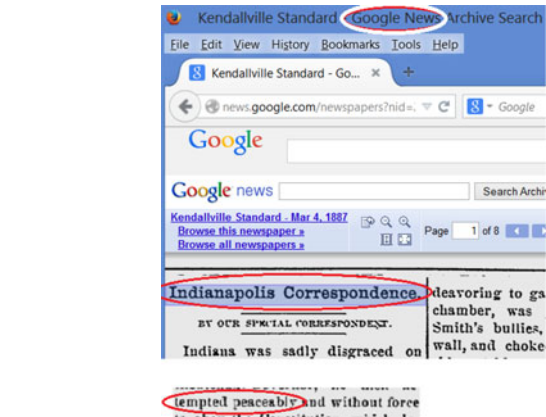 Kendallville Standard - Google News Archive Search
File Edit View History Bookmarks Tools Help
Kendallville Standard - Go... × +
news.google.com/newspapers?nid=. Google
Google
Google news Search Archi
Kendallville Standard - Mar 4, 1887
Browse this newspaper »
Browse all newspapers »
Page 1 of 8
Indianapolis Correspondence.
BY OUR SPECIAL CORRESPONDENT.
Indiana was sadly disgraced on
deavoring to ga
chamber, was
Smith's bullies,
wall, and choke
tempted peaceably and without force